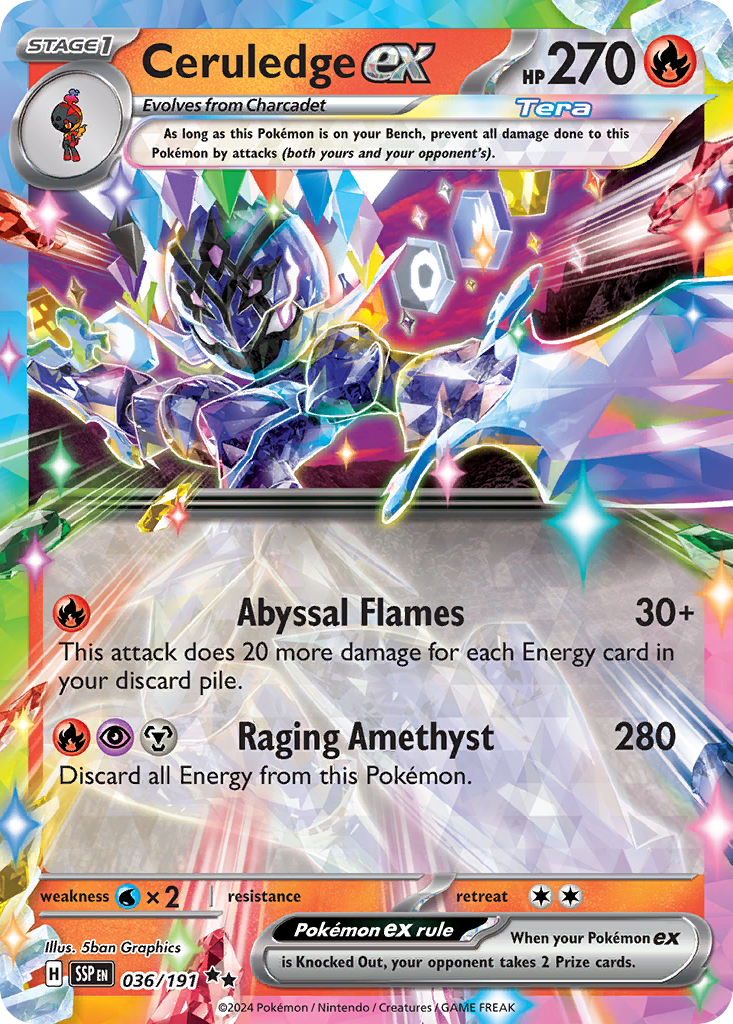 STAGE1
Ceruledge ex
HP 270
Evolves from Charcadet
Tera
As long as this Pokémon is on your Bench, prevent all damage done to this
Pokémon by attacks (both yours and your opponent's).
Abyssal Flames 30+
This attack does 20 more damage for each Energy card in
your discard pile.
Raging Amethyst 280
Discard all Energy from this Pokémon.
weakness ×2 resistance retreat
Illus. 5ban Graphics
Pokémon ex rule
When your Pokémon ex
is Knocked Out, your opponent takes 2 Prize cards.
H SSP EN 036/191
©2024 Pokémon / Nintendo / Creatures / GAME FREAK